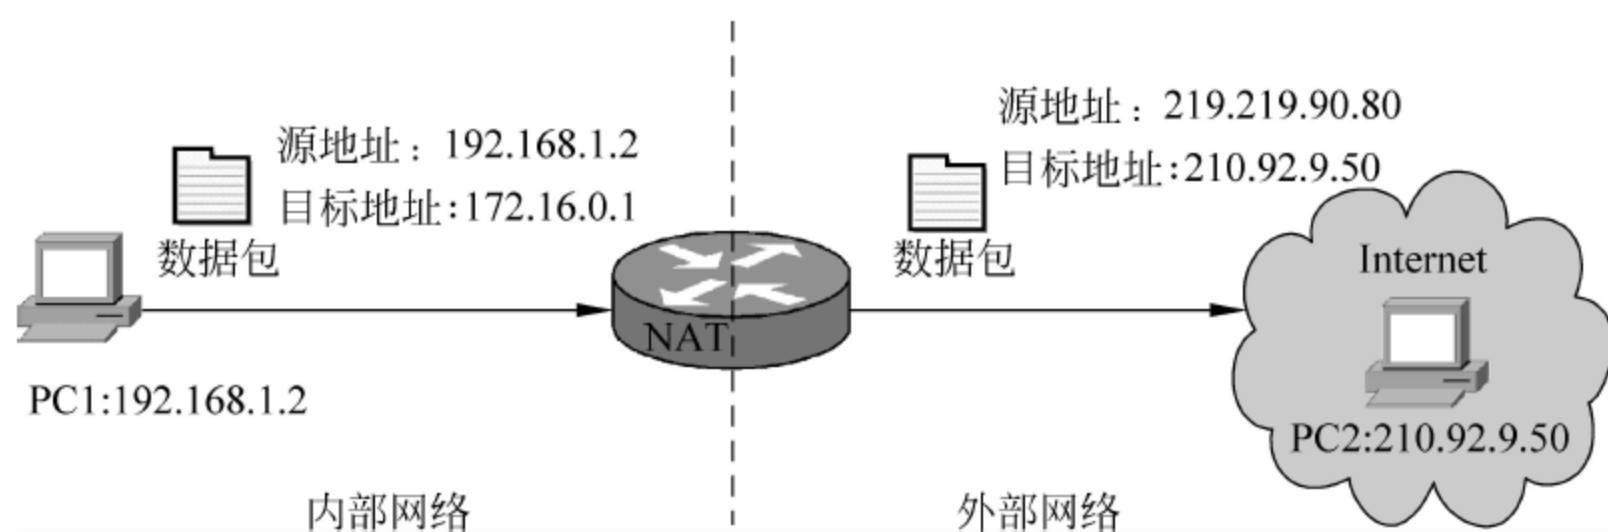 源地址：192.168.1.2
目标地址:172.16.0.1
数据包
PC1:192.168.1.2
NAT
源地址：219.219.90.80
目标地址:210.92.9.50
数据包
Internet
PC2:210.92.9.50
内部网络
外部网络